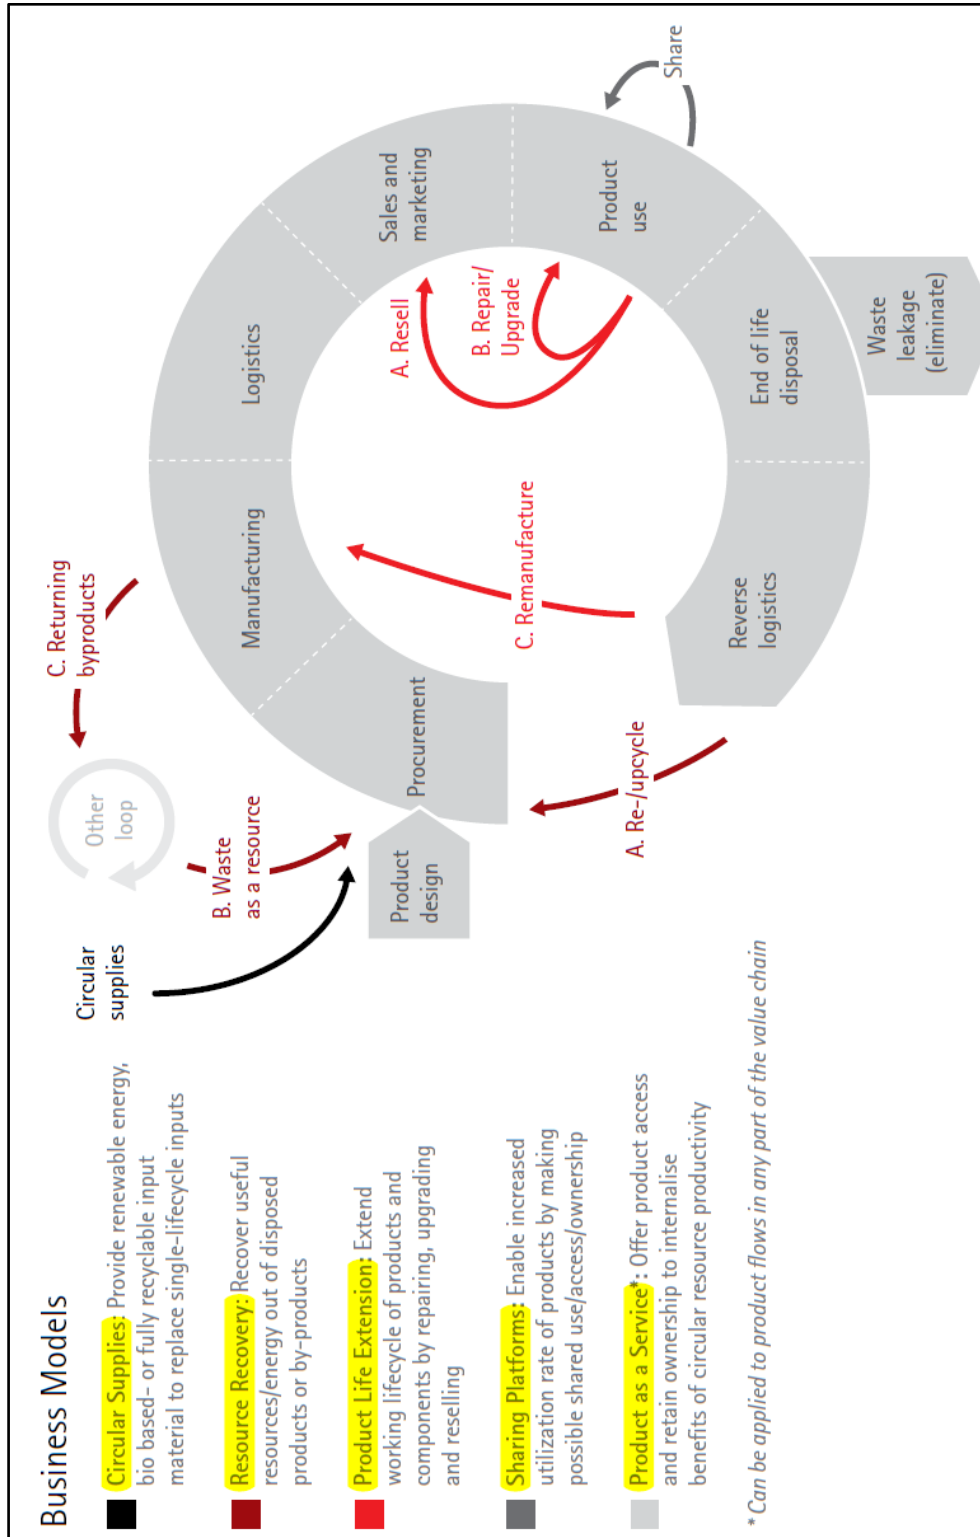 Business Models
Circular Supplies: Provide renewable energy,
bio based- or fully recyclable input
material to replace single-lifecycle inputs
Resource Recovery: Recover useful
resources/energy out of disposed
products or by-products
Product Life Extension: Extend
working lifecycle of products and
components by repairing, upgrading
and reselling
Sharing Platforms: Enable increased
utilization rate of products by making
possible shared use/access/ownership
Product as a Service*: Offer product access
and retain ownership to internalise
benefits of circular resource productivity
* Can be applied to product flows in any part of the value chain
Circular
supplies
Other
loop
C. Returning
byproducts
B. Waste
as a resource
Product
design
Procurement
Manufacturing
Logistics
Sales and
marketing
Product
use
Share
A. Resell
B. Repair/
Upgrade
C. Remanufacture
A. Re-/upcycle
Reverse
logistics
End of life
disposal
Waste
leakage
(eliminate)